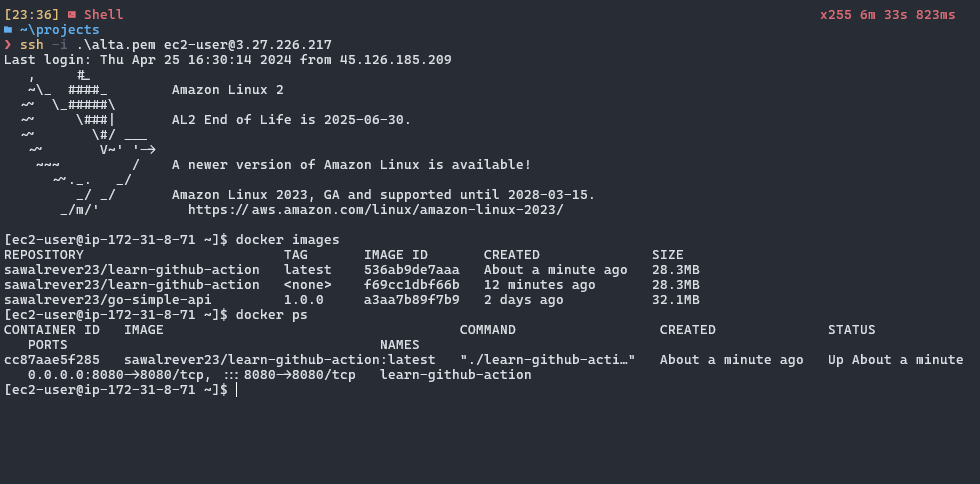 [23:36] Shell x255 6m 33s 823ms
~\projects
❯ ssh -i .\alta.pem ec2-user@3.27.226.217
Last login: Thu Apr 25 16:30:14 2024 from 45.126.185.209
   ,     #_
   ~\_  ####_        Amazon Linux 2
  ~~  \_#####\
  ~~     \###|       AL2 End of Life is 2025-06-30.
  ~~       \#/ ___
   ~~       V~' '->
    ~~~         /    A newer version of Amazon Linux is available!
      ~~._.   _/
         _/ _/       Amazon Linux 2023, GA and supported until 2028-03-15.
       _/m/'           https://aws.amazon.com/linux/amazon-linux-2023/
[ec2-user@ip-172-31-8-71 ~]$ docker images
REPOSITORY                         TAG       IMAGE ID       CREATED              SIZE
sawalrever23/learn-github-action   latest    536ab9de7aaa   About a minute ago   28.3MB
sawalrever23/learn-github-action   <none>    f69cc1dbf66b   12 minutes ago       28.3MB
sawalrever23/go-simple-api         1.0.0     a3aa7b89f7b9   2 days ago           32.1MB
[ec2-user@ip-172-31-8-71 ~]$ docker ps
CONTAINER ID   IMAGE                                     COMMAND                  CREATED              STATUS
   PORTS                                       NAMES
cc87aae5f285   sawalrever23/learn-github-action:latest   "./learn-github-acti…"   About a minute ago   Up About a minute
   0.0.0.0:8080->8080/tcp, :::8080->8080/tcp   learn-github-action
[ec2-user@ip-172-31-8-71 ~]$